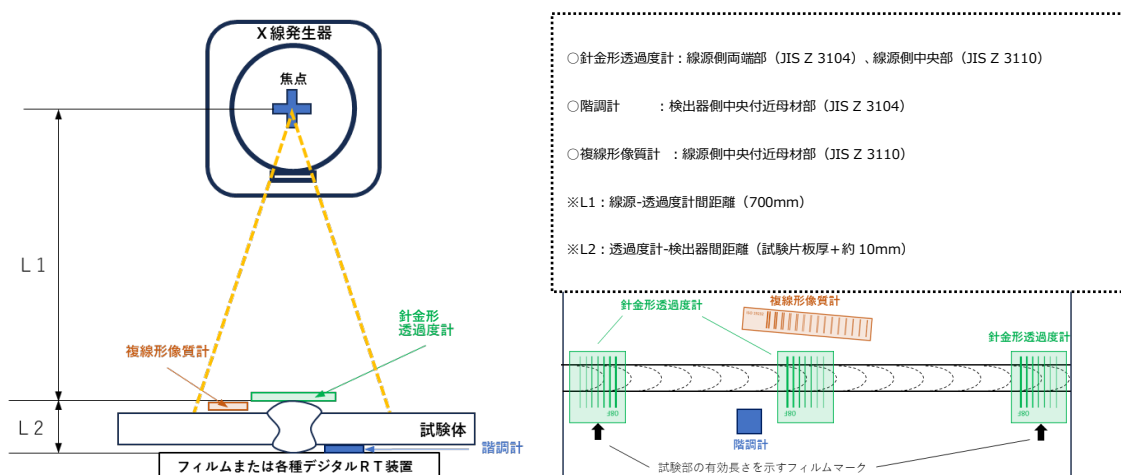 X線発生器
焦点
L1
針金形
透過度計
複線形像質計
L2
試験体
階調計
フィルムまたは各種デジタルRT装置
○針金形透過度計：線源側両端部（JIS Z 3104）、線源側中央部（JIS Z 3110）
○階調計　　　：検出器側中央付近母材部（JIS Z 3104）
○複線形像質計　：線源側中央付近母材部（JIS Z 3110）
※L1：線源-透過度計間距離（700mm）
※L2：透過度計-検出器間距離（試験片板厚＋約10mm）
針金形透過度計
複線形像質計
針金形透過度計
08F
08F
08F
階調計
試験部の有効長さを示すフィルムマーク